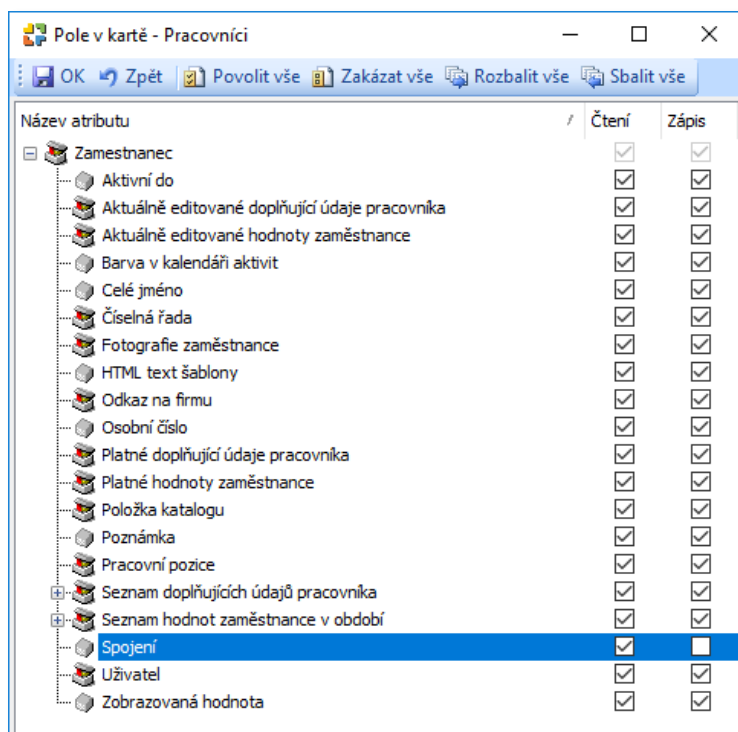 Pole v kartě - Pracovníci
OK Zpět Povolit vše Zakázat vše Rozbalit vše Sbalit vše
Název atributu / Čtení Zápis
Zamestnanec
Aktivní do
Aktuálně editované doplňující údaje pracovníka
Aktuálně editované hodnoty zaměstnance
Barva v kalendáři aktivit
Celé jméno
Číselná řada
Fotografie zaměstnance
HTML text šablony
Odkaz na firmu
Osobní číslo
Platné doplňující údaje pracovníka
Platné hodnoty zaměstnance
Položka katalogu
Poznámka
Pracovní pozice
Seznam doplňujících údajů pracovníka
Seznam hodnot zaměstnance v období
Spojení
Uživatel
Zobrazovaná hodnota